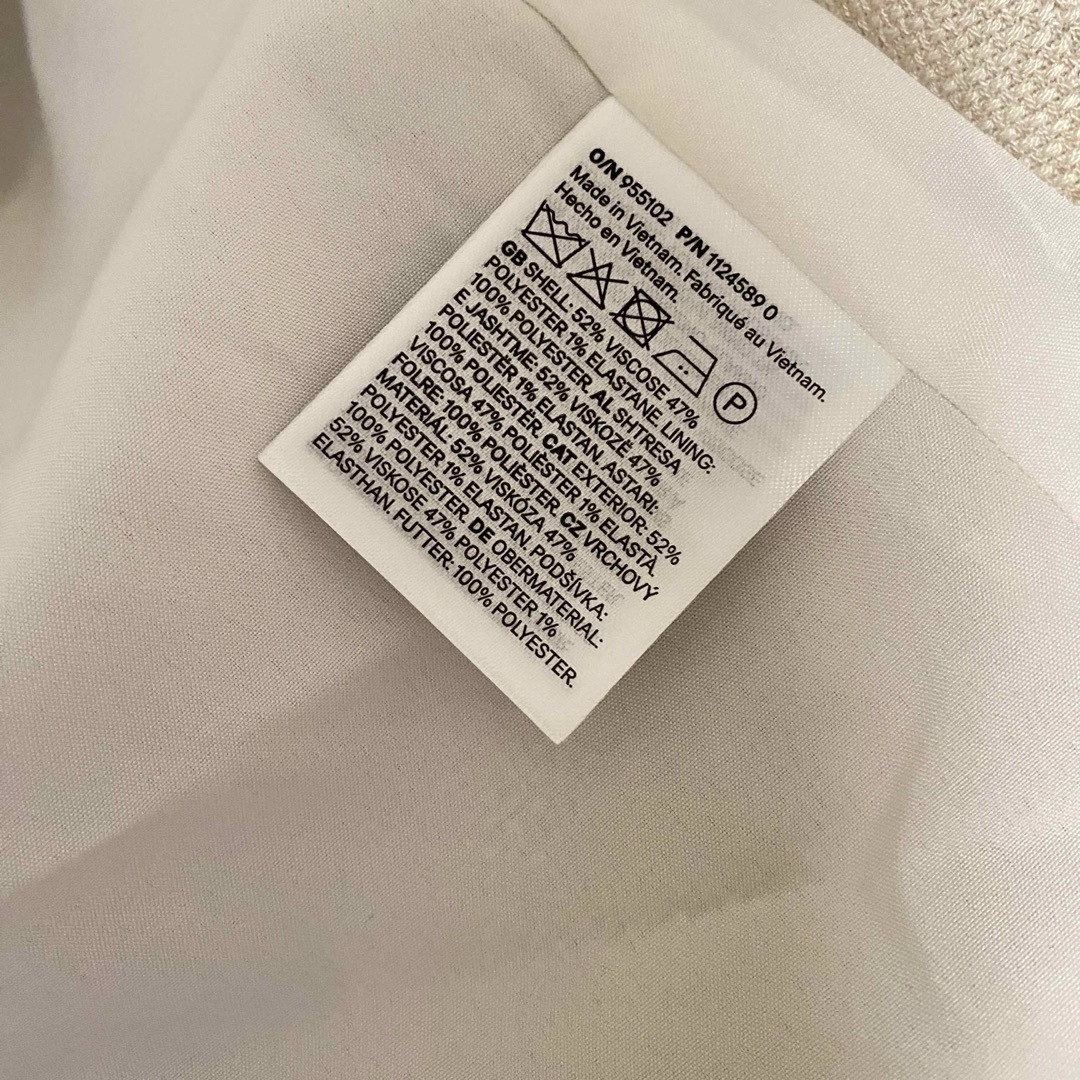 O/N 955102 P/N 1124589 0
Made in Vietnam. Fabriqué au Vietnam.
Hecho en Vietnam.
P
GB SHELL: 52% VISCOSE 47%
POLYESTER 1% ELASTANE. LINING:
100% POLYESTER. AL SHTRESA
E JASHTME: 52% VISKOZË 47%
POLIESTËR 1% ELASTAN. ASTARI:
100% POLIESTËR. CAT EXTERIOR: 52%
VISCOSA 47% POLIÈSTER 1% ELASTÀ.
FOLRE: 100% POLIÈSTER. CZ VRCHOVÝ
MATERIÁL: 52% VISKÓZA 47%
POLYESTER 1% ELASTAN. PODŠÍVKA:
100% POLYESTER. DE OBERMATERIAL:
52% VISKOSE 47% POLYESTER 1%
ELASTHAN. FUTTER: 100% POLYESTER.